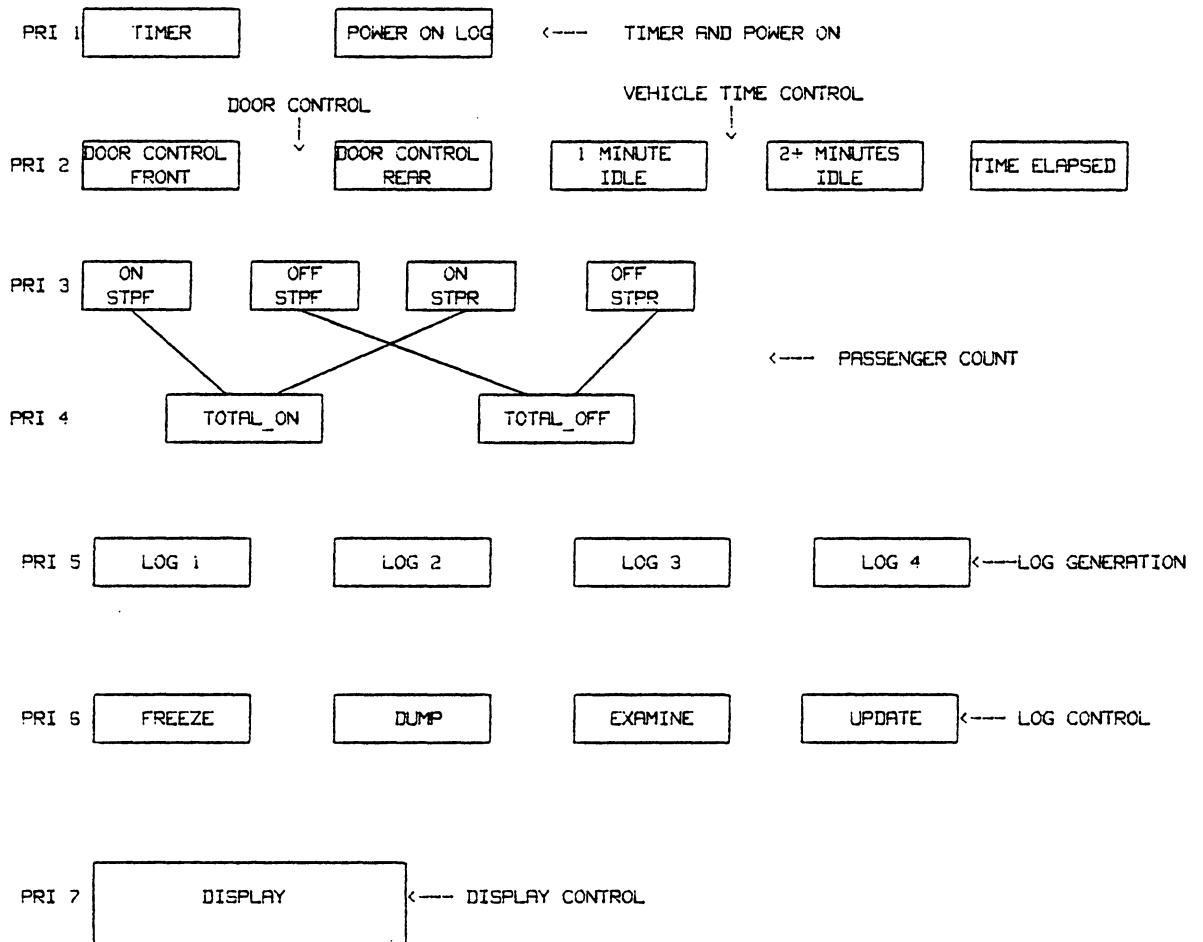 PRI 1 TIMER POWER ON LOG <--- TIMER AND POWER ON
DOOR CONTROL VEHICLE TIME CONTROL
PRI 2 DOOR CONTROL FRONT DOOR CONTROL REAR 1 MINUTE IDLE 2+ MINUTES IDLE TIME ELAPSED
PRI 3 ON STPF OFF STPF ON STPR OFF STPR
<--- PASSENGER COUNT
PRI 4 TOTAL_ON TOTAL_OFF
PRI 5 LOG 1 LOG 2 LOG 3 LOG 4 <---LOG GENERATION
PRI 6 FREEZE DUMP EXAMINE UPDATE <--- LOG CONTROL
PRI 7 DISPLAY <--- DISPLAY CONTROL